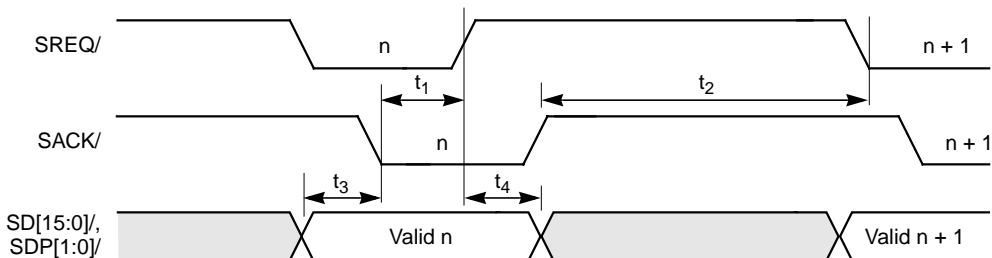 SREQ/
n
n + 1
t1
t2
SACK/
n
n + 1
t3
t4
SD[15:0]/,
SDP[1:0]/
Valid n
Valid n + 1